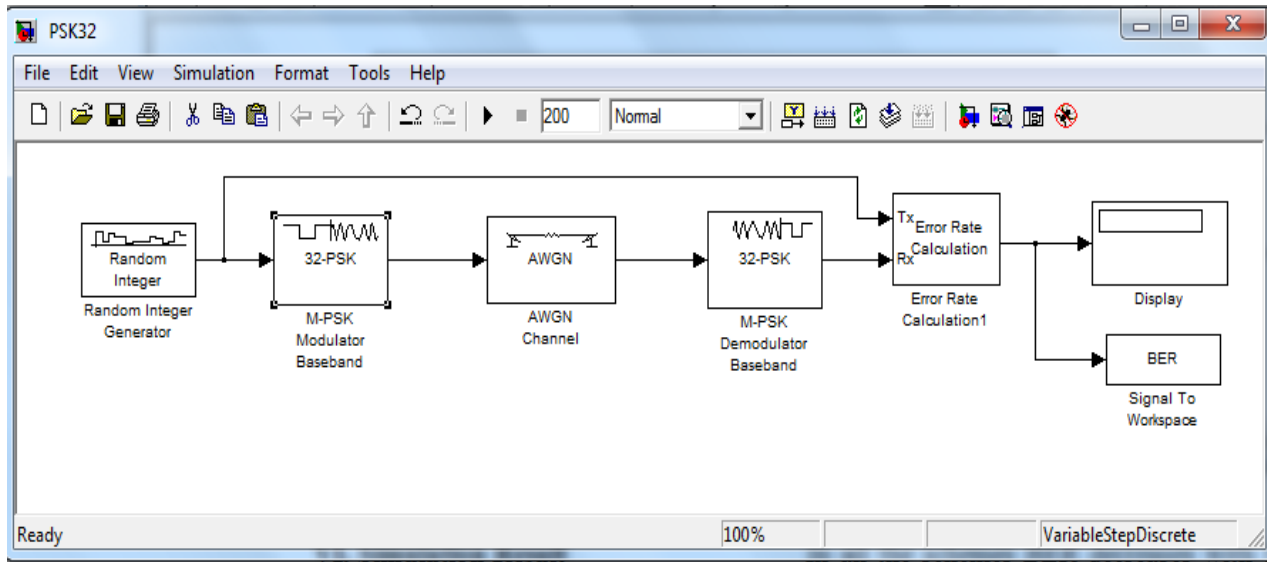 PSK32
File Edit View Simulation Format Tools Help
200 Normal
Random
Integer
Random Integer
Generator
32-PSK
M-PSK
Modulator
Baseband
AWGN
AWGN
Channel
32-PSK
M-PSK
Demodulator
Baseband
Tx
Rx
Error Rate
Calculation
Error Rate
Calculation1
Display
BER
Signal To
Workspace
Ready 100% VariableStepDiscrete